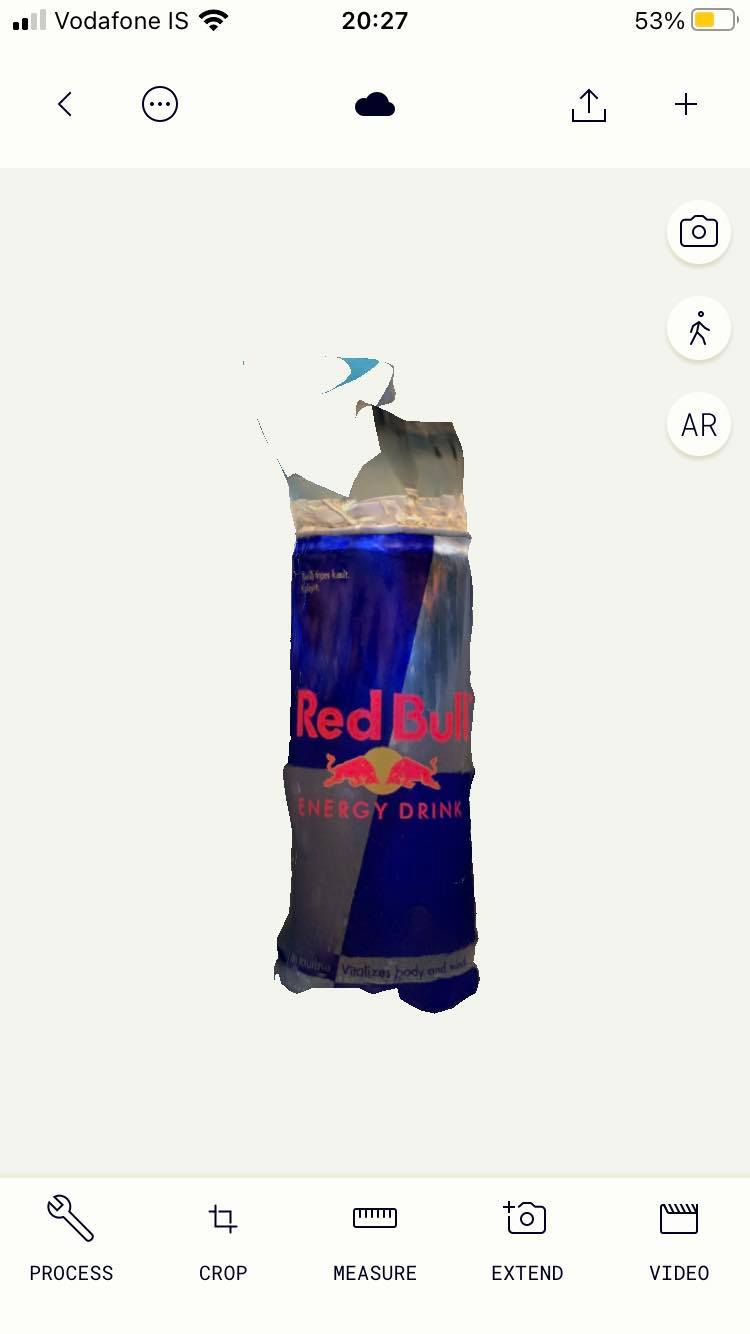 Vodafone IS
20:27
53%
AR
Red Bull
ENERGY DRINK
Vitalizes body and mind
PROCESS
CROP
MEASURE
EXTEND
VIDEO